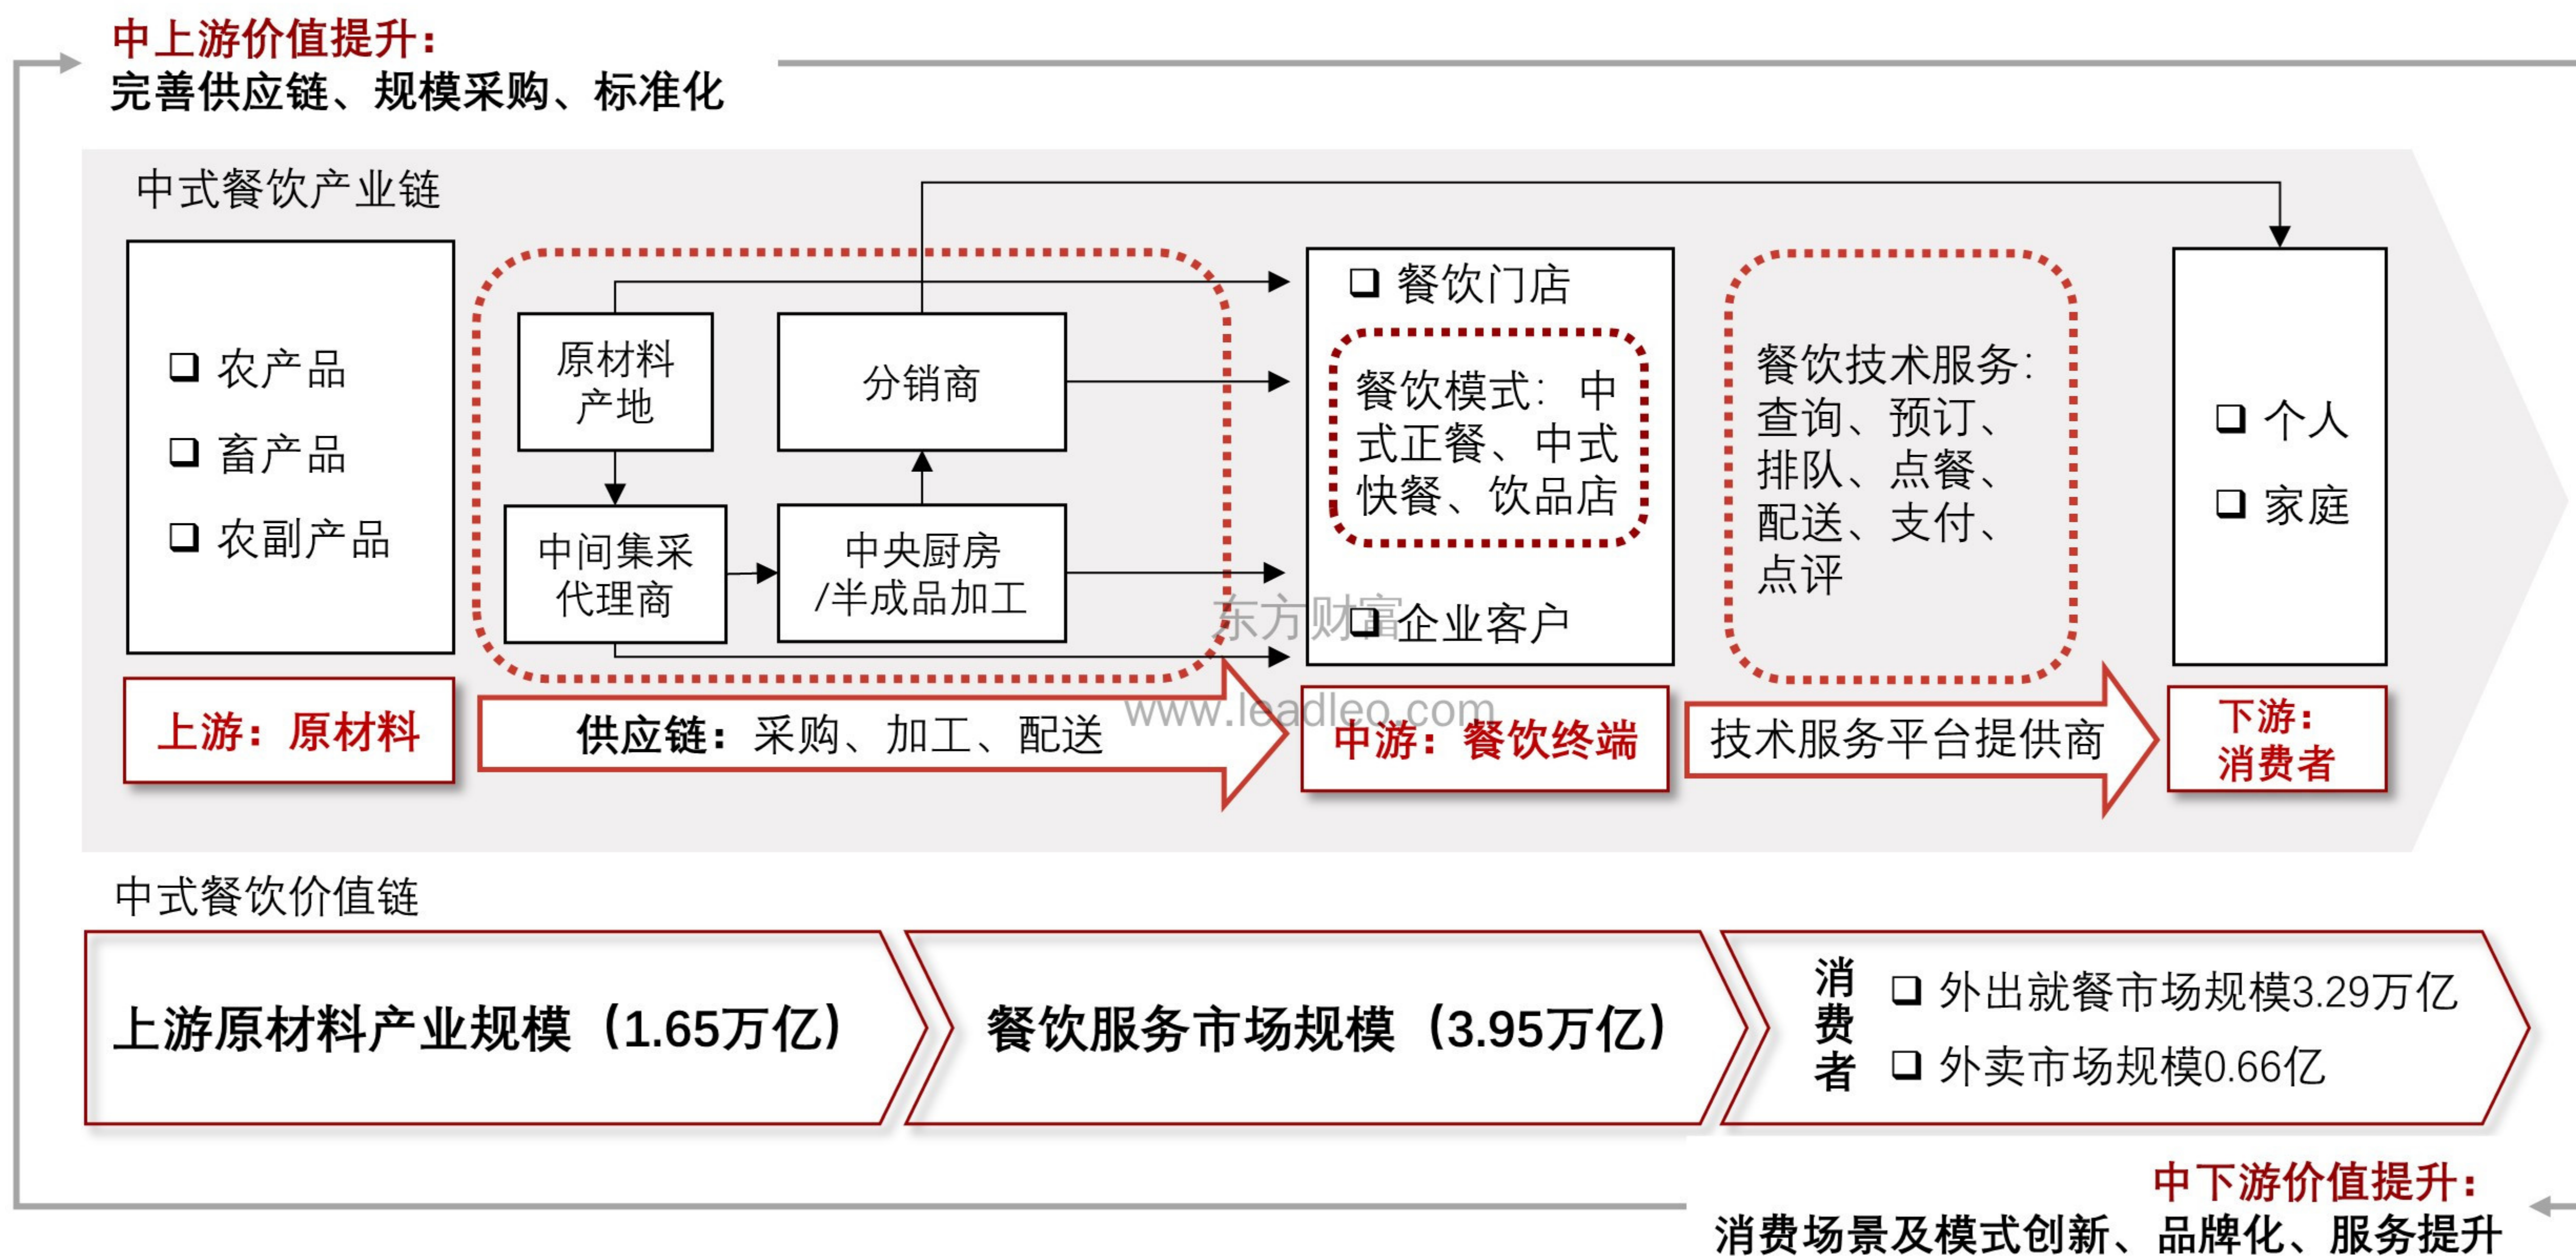 中上游价值提升：
完善供应链、规模采购、标准化
中式餐饮产业链
农产品
畜产品
农副产品
上游：原材料
原材料
产地
分销商
中间集采
代理商
中央厨房
/半成品加工
供应链：采购、加工、配送
餐饮门店
餐饮模式：中
式正餐、中式
快餐、饮品店
企业客户
中游：餐饮终端
东方财富
www.leadleo.com
餐饮技术服务：
查询、预订、
排队、点餐、
配送、支付、
点评
技术服务平台提供商
个人
家庭
下游：
消费者
中式餐饮价值链
上游原材料产业规模（1.65万亿）
餐饮服务市场规模（3.95万亿）
消费者
外出就餐市场规模3.29万亿
外卖市场规模0.66亿
中下游价值提升：
消费场景及模式创新、品牌化、服务提升